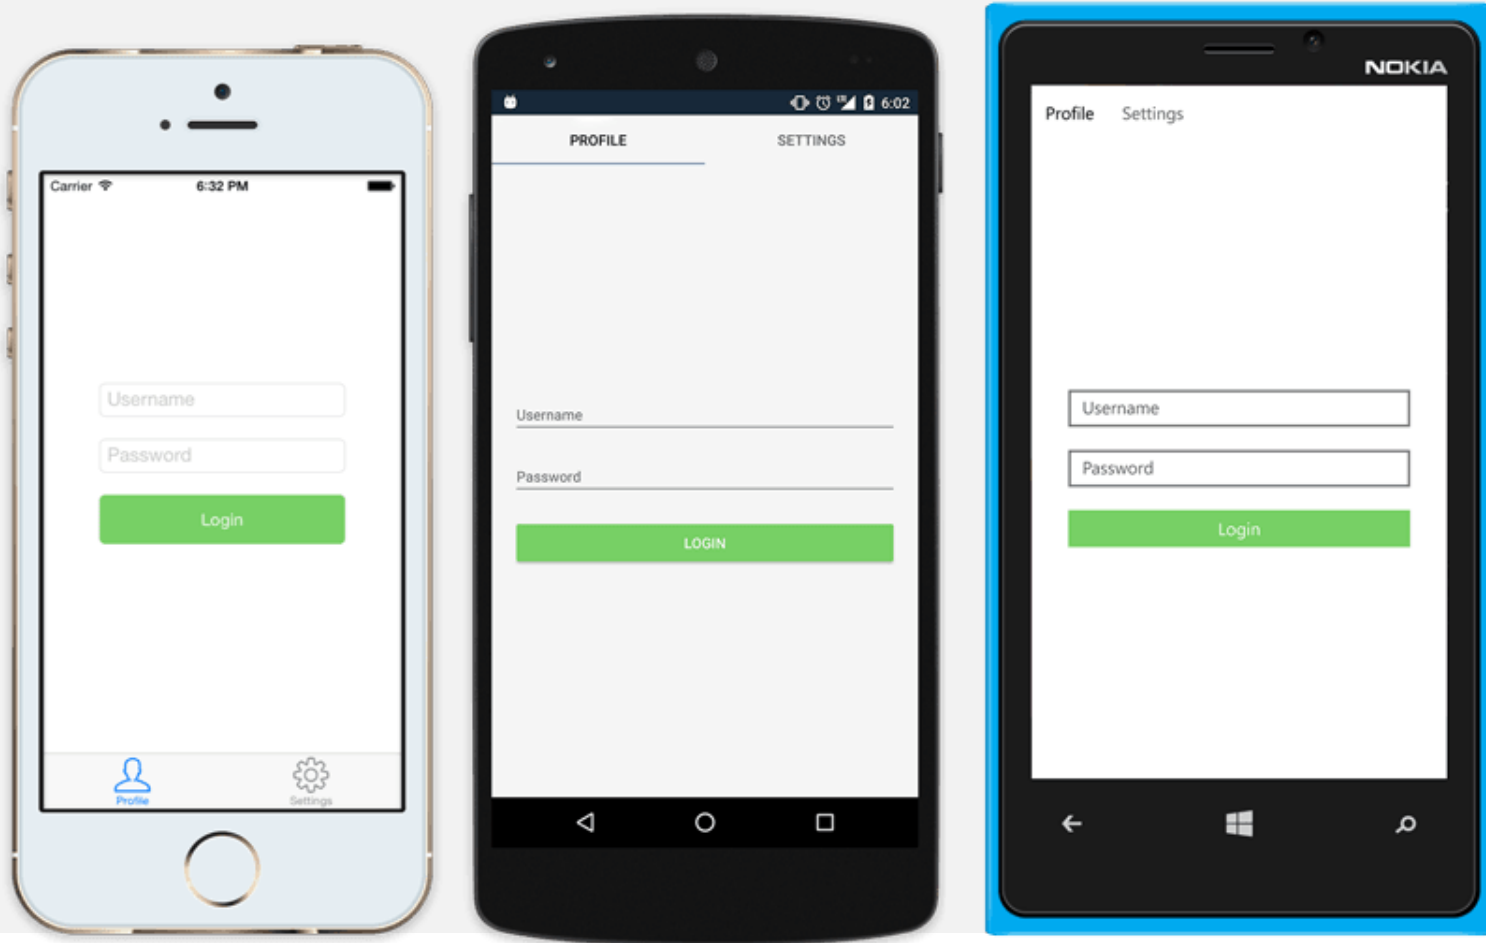 Carrier 6:32 PM
Username
Password
Login
Profile Settings
6:02
PROFILE SETTINGS
Username
Password
LOGIN
NOKIA
Profile Settings
Username
Password
Login